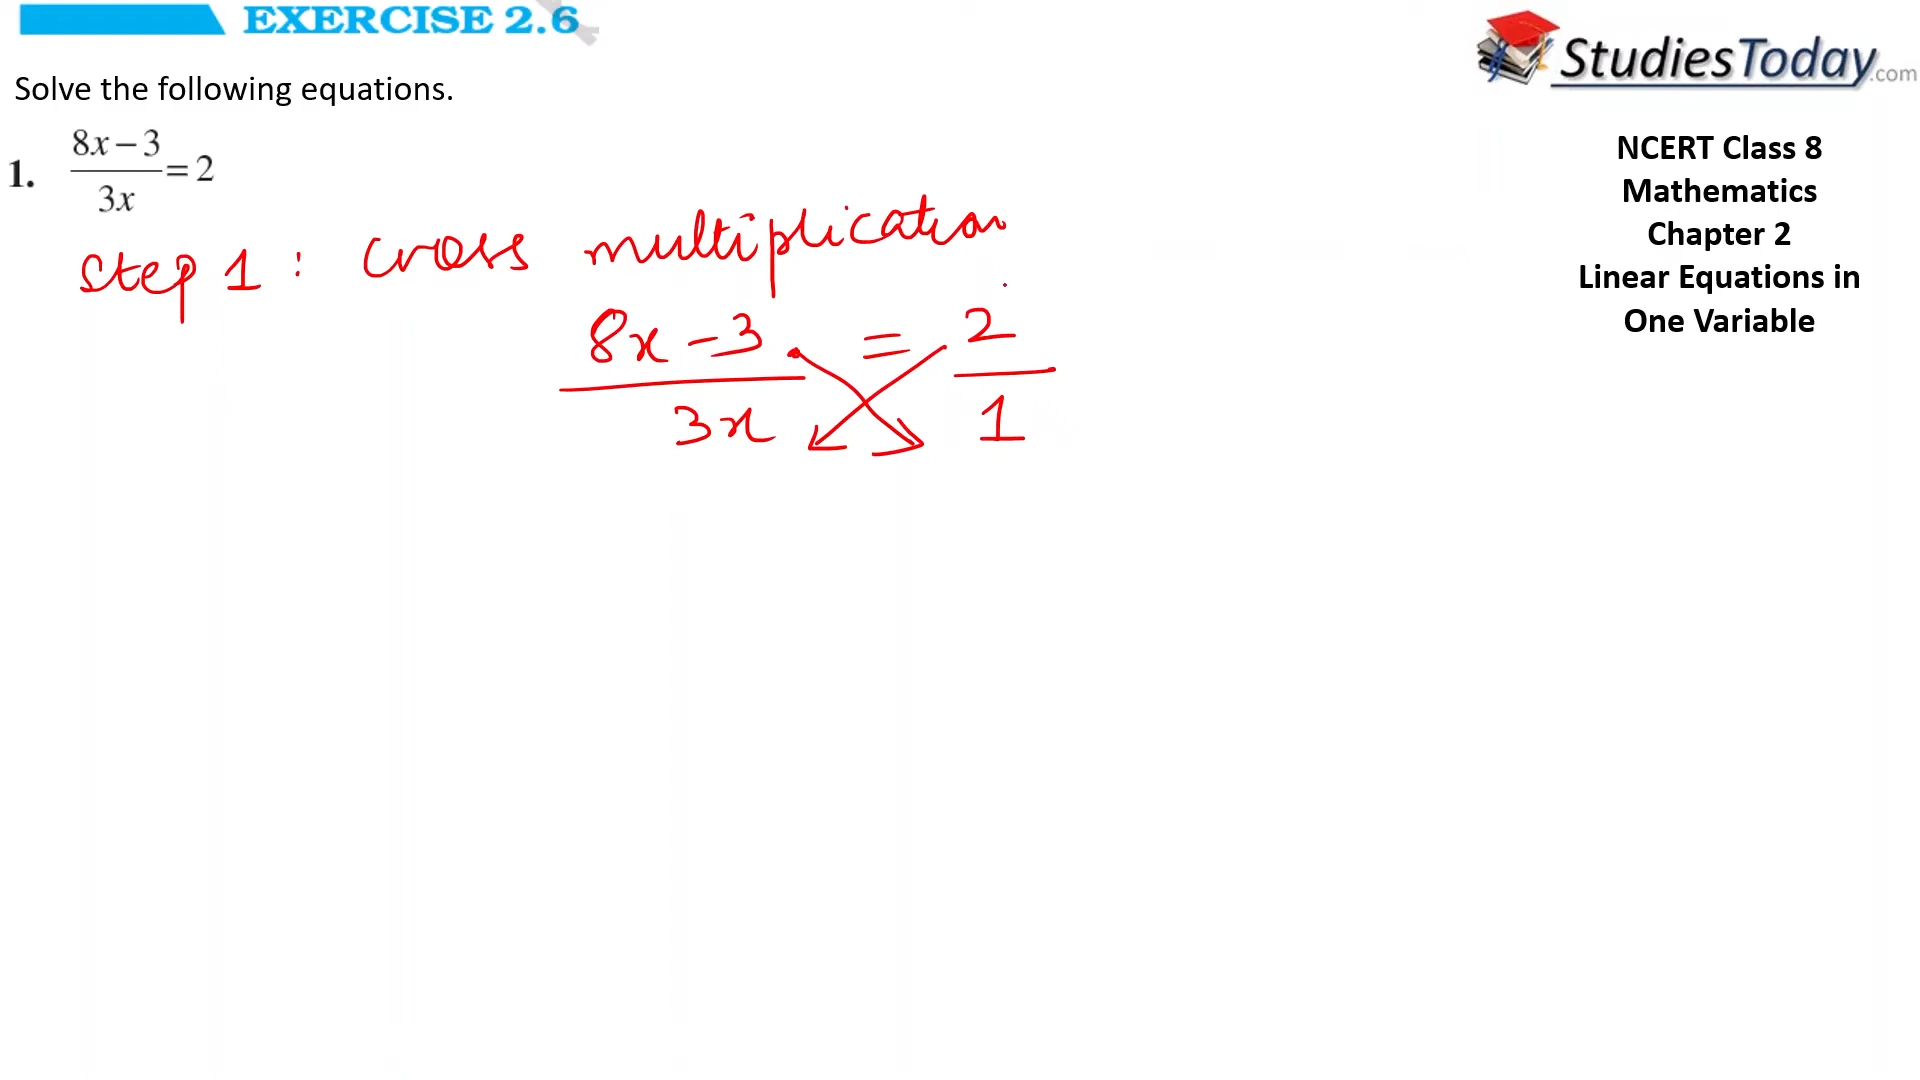 EXERCISE 2.6
StudiesToday.com
Solve the following equations.
1. (8x – 3)/3x = 2
NCERT Class 8
Mathematics
Chapter 2
Linear Equations in
One Variable
Step 1 : cross multiplication
8x – 3 = 2
3x 1